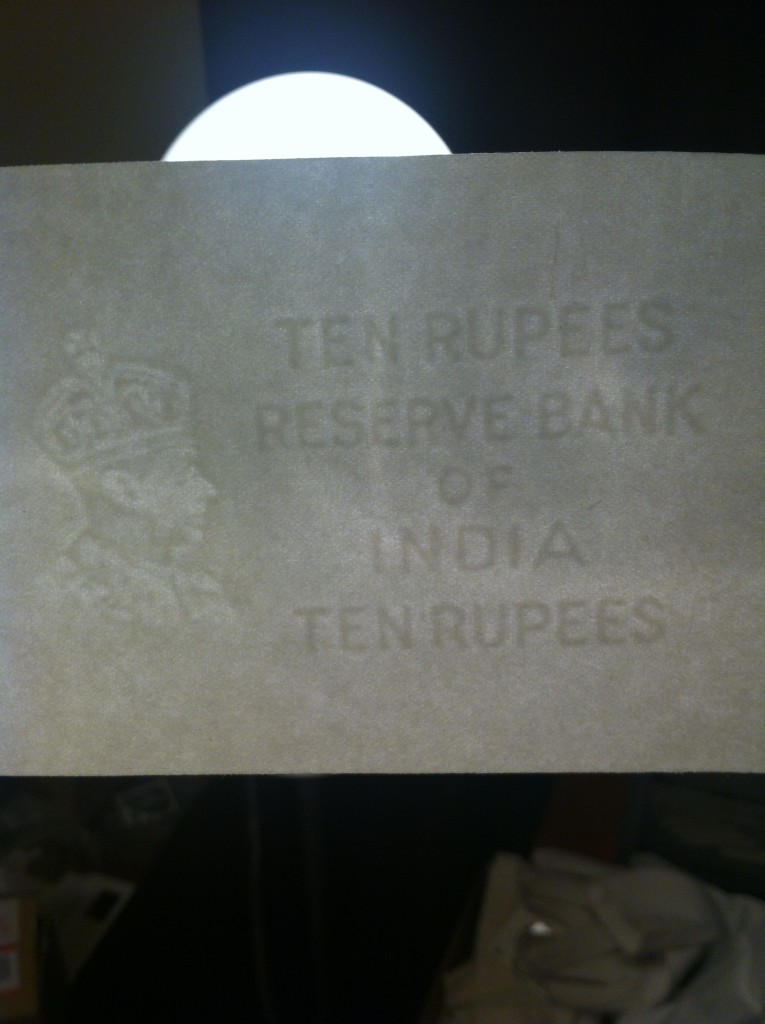 TEN RUPEES
RESERVE BANK
OF
INDIA
TEN RUPEES